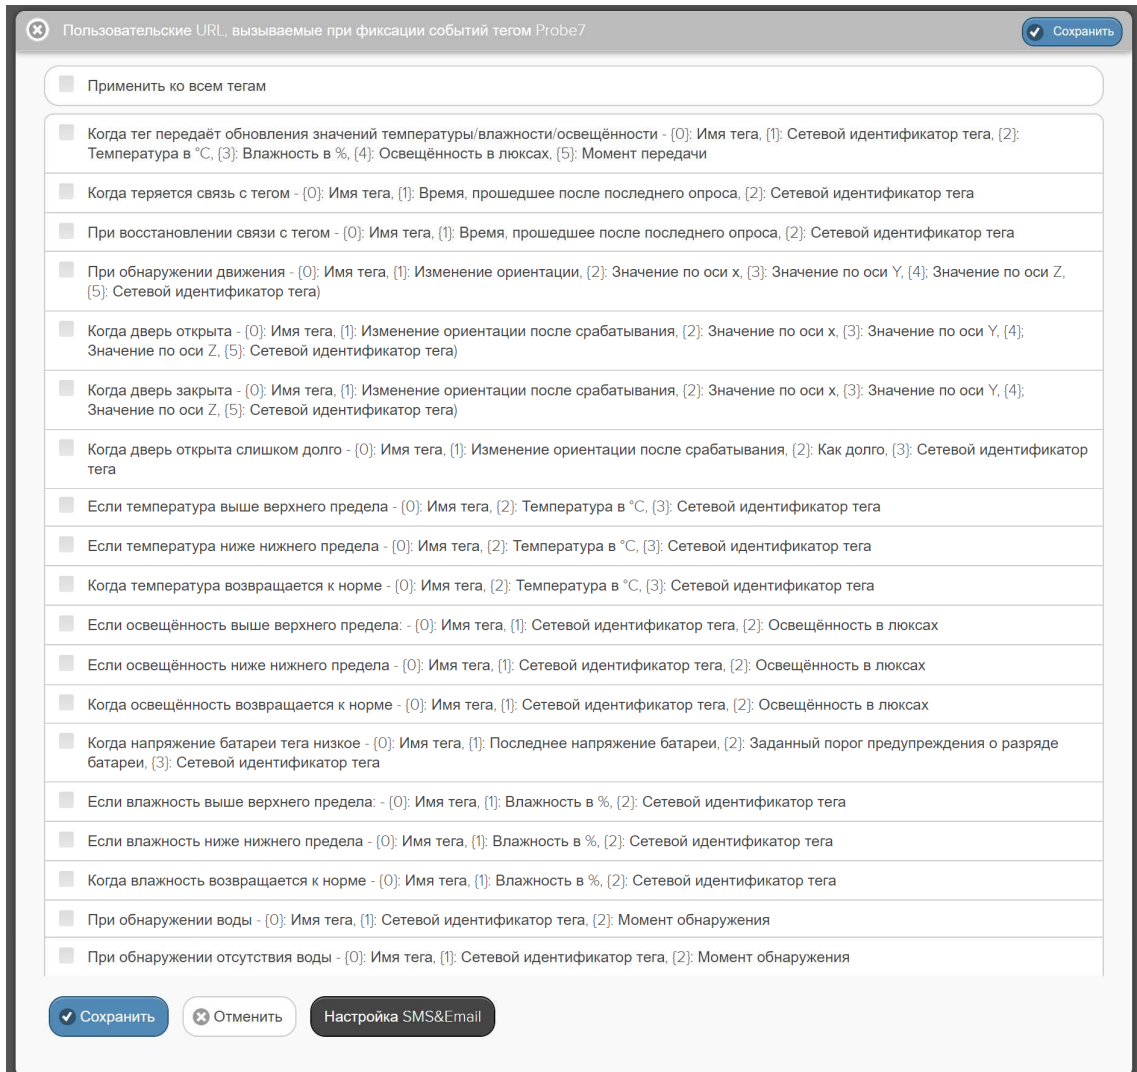 Пользовательские URL, вызываемые при фиксации событий тегом Probe7
Сохранить
Применить ко всем тегам
Когда тег передаёт обновления значений температуры/влажности/освещённости - {0}: Имя тега, {1}: Сетевой идентификатор тега, {2}:
Температура в °C, {3}: Влажность в %, {4}: Освещённость в люксах, {5}: Момент передачи
Когда теряется связь с тегом - {0}: Имя тега, {1}: Время, прошедшее после последнего опроса, {2}: Сетевой идентификатор тега
При восстановлении связи с тегом - {0}: Имя тега, {1}: Время, прошедшее после последнего опроса, {2}: Сетевой идентификатор тега
При обнаружении движения - {0}: Имя тега, {1}: Изменение ориентации, {2}: Значение по оси x, {3}: Значение по оси Y, {4}; Значение по оси Z,
{5}: Сетевой идентификатор тега)
Когда дверь открыта - {0}: Имя тега, {1}: Изменение ориентации после срабатывания, {2}: Значение по оси x, {3}: Значение по оси Y, {4};
Значение по оси Z, {5}: Сетевой идентификатор тега)
Когда дверь закрыта - {0}: Имя тега, {1}: Изменение ориентации после срабатывания, {2}: Значение по оси x, {3}: Значение по оси Y, {4};
Значение по оси Z, {5}: Сетевой идентификатор тега)
Когда дверь открыта слишком долго - {0}: Имя тега, {1}: Изменение ориентации после срабатывания, {2}: Как долго, {3}: Сетевой идентификатор
тега
Если температура выше верхнего предела - {0}: Имя тега, {2}: Температура в °C, {3}: Сетевой идентификатор тега
Если температура ниже нижнего предела - {0}: Имя тега, {2}: Температура в °C, {3}: Сетевой идентификатор тега
Когда температура возвращается к норме - {0}: Имя тега, {2}: Температура в °C, {3}: Сетевой идентификатор тега
Если освещённость выше верхнего предела: - {0}: Имя тега, {1}: Сетевой идентификатор тега, {2}: Освещённость в люксах
Если освещённость ниже нижнего предела - {0}: Имя тега, {1}: Сетевой идентификатор тега, {2}: Освещённость в люксах
Когда освещённость возвращается к норме - {0}: Имя тега, {1}: Сетевой идентификатор тега, {2}: Освещённость в люксах
Когда напряжение батареи тега низкое - {0}: Имя тега, {1}: Последнее напряжение батареи, {2}: Заданный порог предупреждения о разряде
батареи, {3}: Сетевой идентификатор тега
Если влажность выше верхнего предела: - {0}: Имя тега, {1}: Влажность в %, {2}: Сетевой идентификатор тега
Если влажность ниже нижнего предела - {0}: Имя тега, {1}: Влажность в %, {2}: Сетевой идентификатор тега
Когда влажность возвращается к норме - {0}: Имя тега, {1}: Влажность в %, {2}: Сетевой идентификатор тега
При обнаружении воды - {0}: Имя тега, {1}: Сетевой идентификатор тега, {2}: Момент обнаружения
При обнаружении отсутствия воды - {0}: Имя тега, {1}: Сетевой идентификатор тега, {2}: Момент обнаружения
Сохранить
Отменить
Настройка SMS&Email